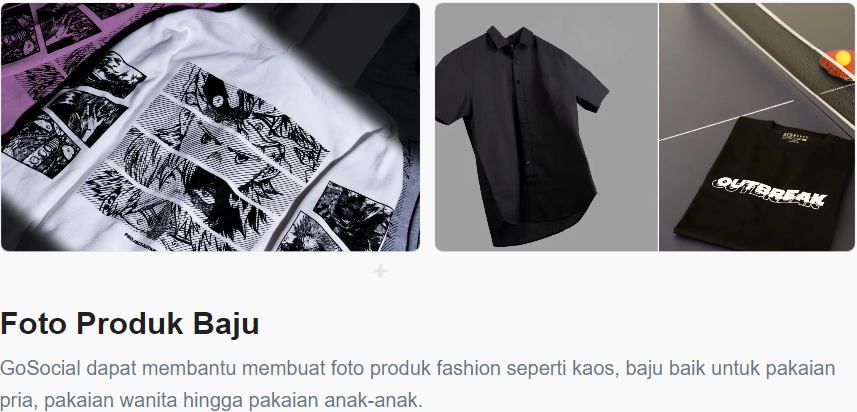 OUTBREAK
Foto Produk Baju
GoSocial dapat membantu membuat foto produk fashion seperti kaos, baju baik untuk pakaian
pria, pakaian wanita hingga pakaian anak-anak.